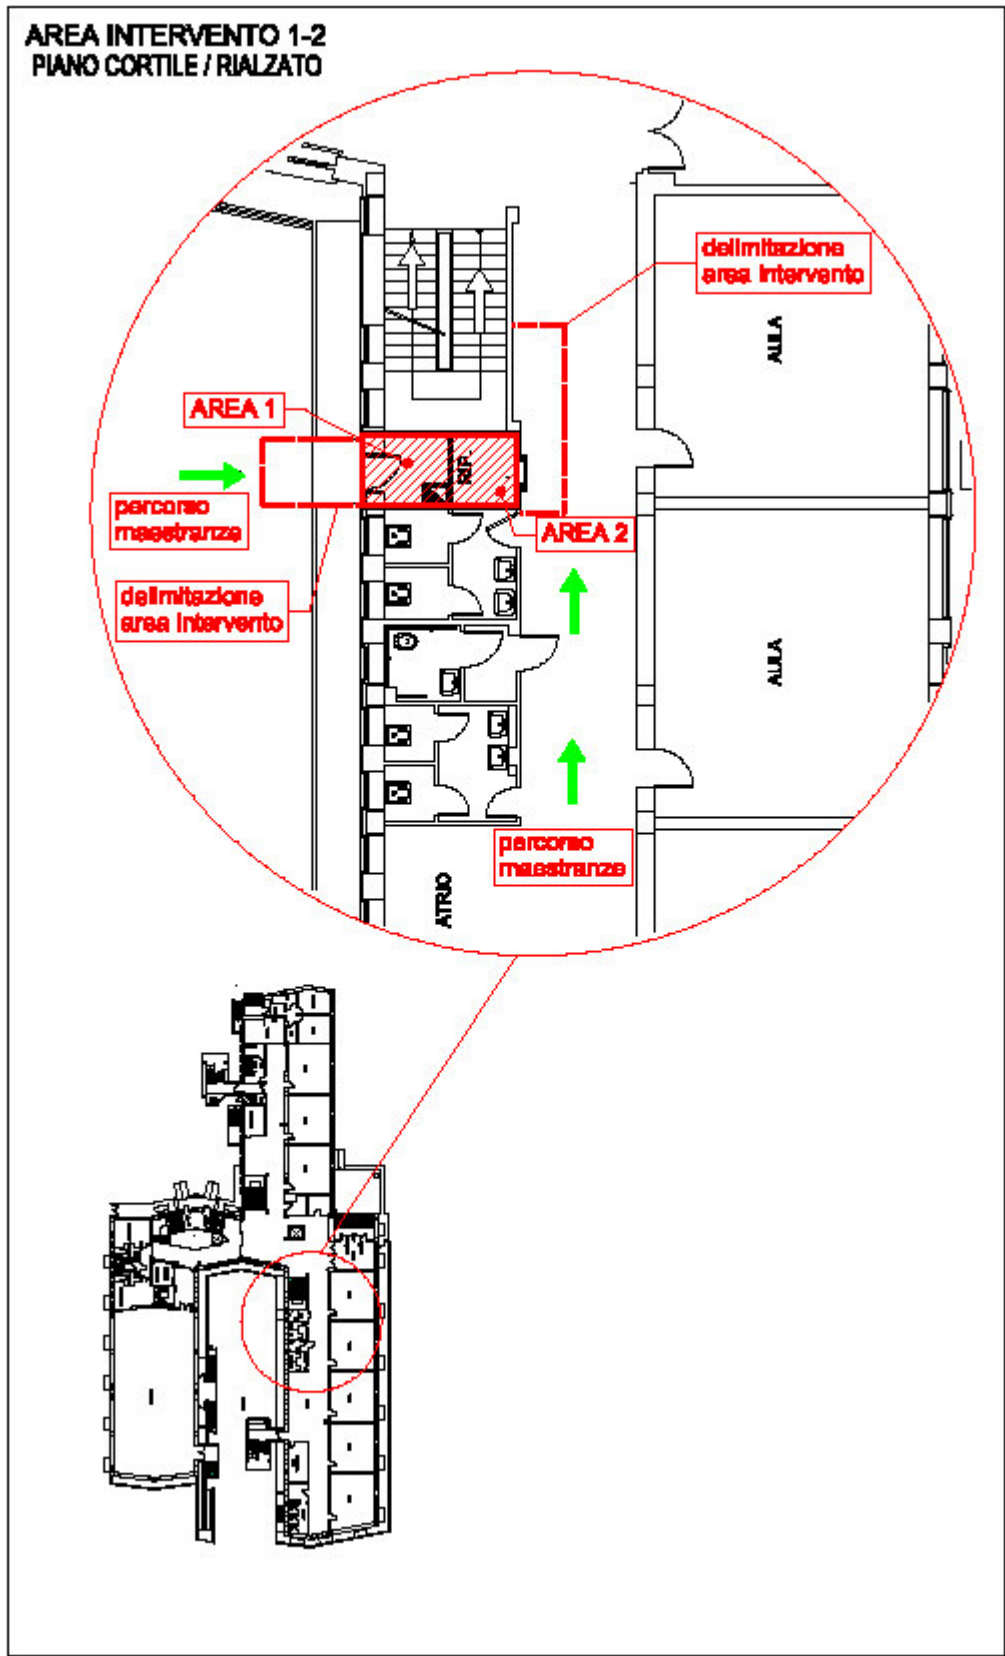 AREA INTERVENTO 1-2
PIANO CORTILE / RIALZATO
delimitazione
area intervento
AULA
AREA 1
RIP.
percorso
maestranze
AREA 2
delimitazione
area intervento
AULA
percorso
maestranze
ATRIO